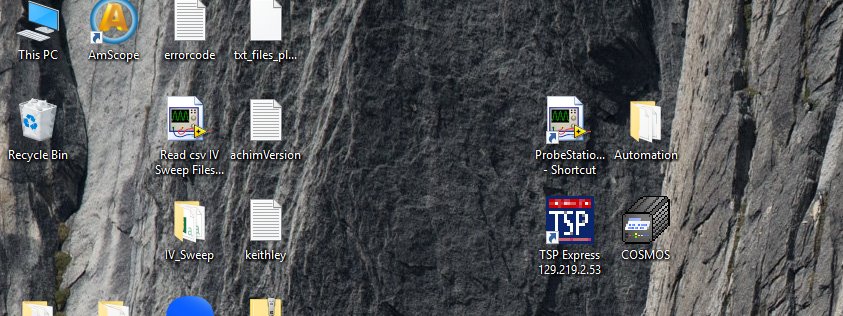 This PC
AmScope
errorcode
txt_files_pl...
Recycle Bin
Read csv IV
Sweep Files...
achimVersion
ProbeStatio...
- Shortcut
Automation
IV_Sweep
keithley
TSP
TSP Express
129.219.2.53
COSMOS